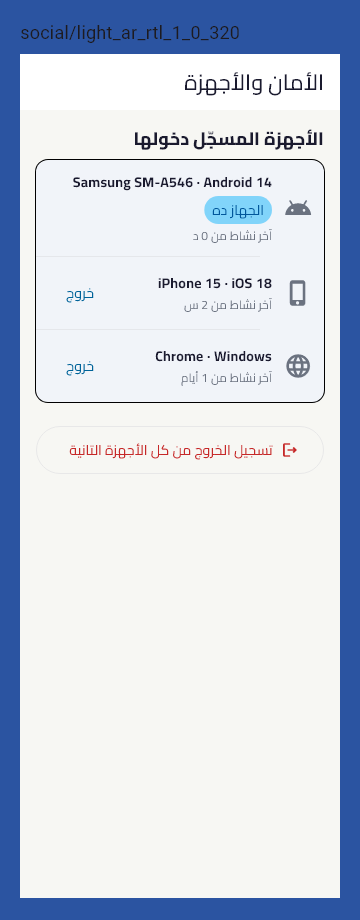 social/light_ar_rtl_1_0_320
الأمان والأجهزة
الأجهزة المسجّل دخولها
Samsung SM-A546 · Android 14
الجهاز ده
آخر نشاط من 0 د
iPhone 15 · iOS 18
آخر نشاط من 2 س
خروج
Chrome · Windows
آخر نشاط من 1 أيام
خروج
تسجيل الخروج من كل الأجهزة التانية